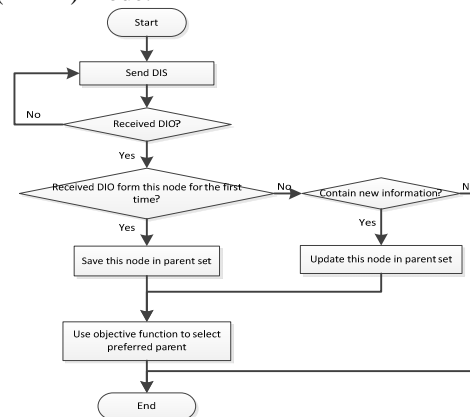 Start
Send DIS
No
Received DIO?
Yes
Received DIO form this node for the first
time?
No
Contain new information?
Yes
Yes
Save this node in parent set
Update this node in parent set
Use objective function to select
preferred parent
End